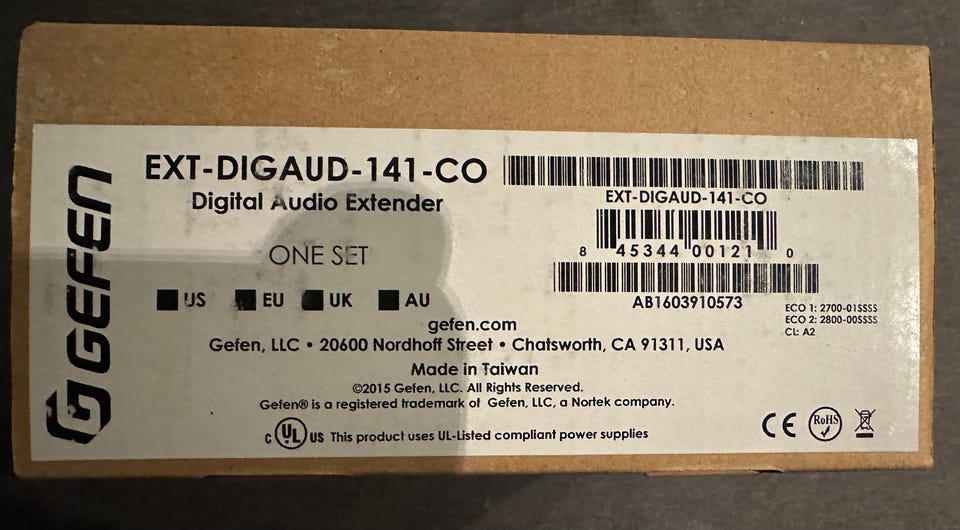 GEFEN
EXT-DIGAUD-141-CO
Digital Audio Extender
ONE SET
US EU UK AU
EXT-DIGAUD-141-CO
8 45344 00121 0
AB1603910573
ECO 1: 2700-01SSSS
ECO 2: 2800-00SSSS
CL: A2
gefen.com
Gefen, LLC • 20600 Nordhoff Street • Chatsworth, CA 91311, USA
Made in Taiwan
©2015 Gefen, LLC. All Rights Reserved.
Gefen® is a registered trademark of Gefen, LLC, a Nortek company.
C UL US This product uses UL-Listed compliant power supplies
CE RoHS